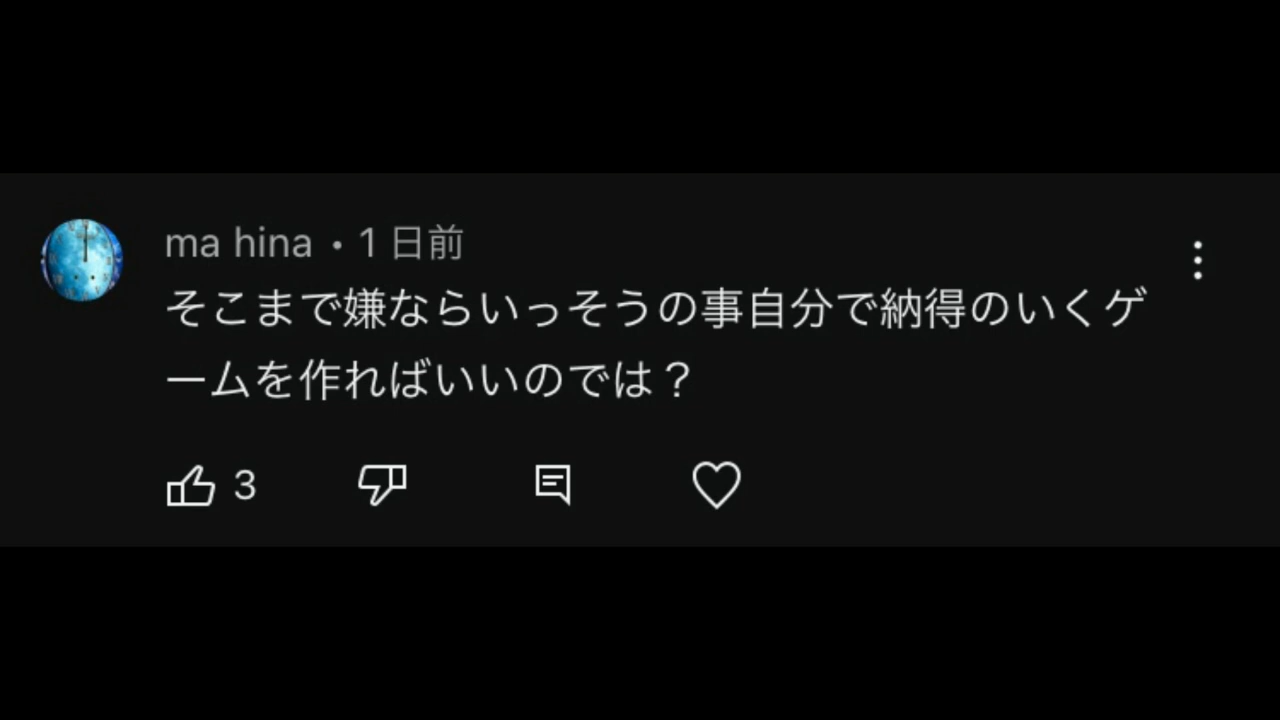 ma hina • 1 日前
そこまで嫌ならいっそうの事自分で納得のいくゲ
ームを作ればいいのでは？
3